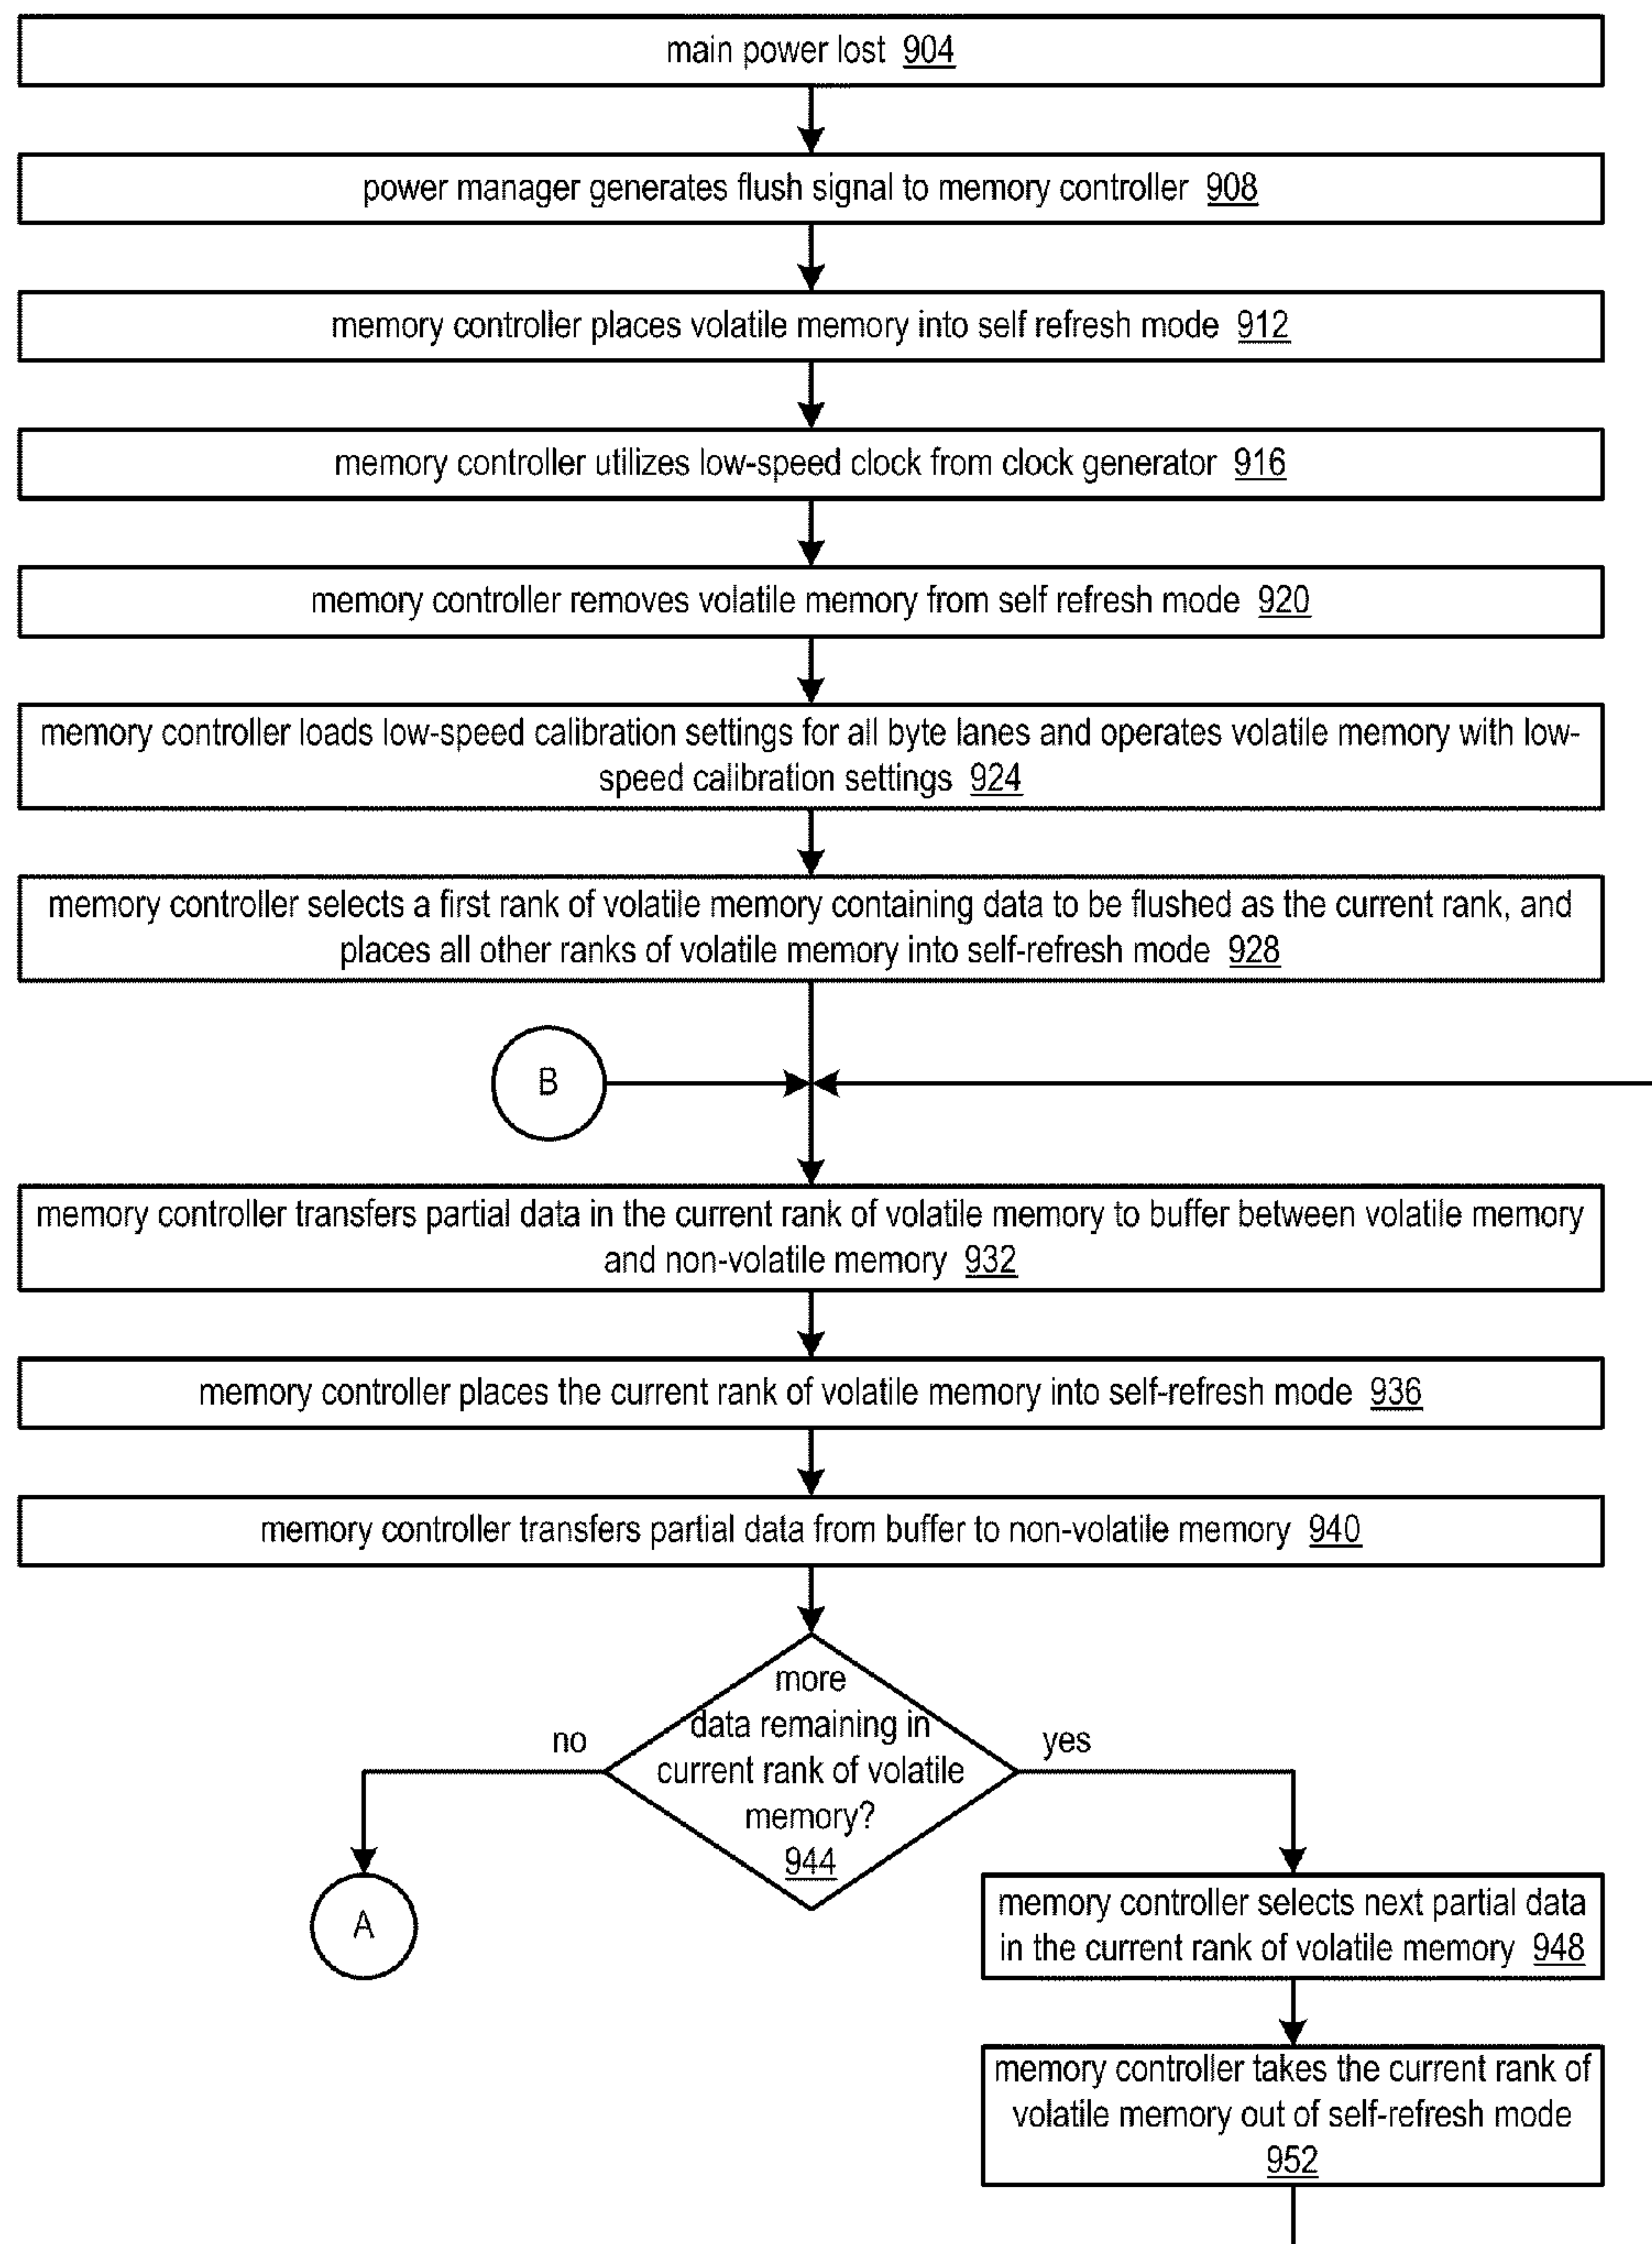 main power lost 904
power manager generates flush signal to memory controller 908
memory controller places volatile memory into self refresh mode 912
memory controller utilizes low-speed clock from clock generator 916
memory controller removes volatile memory from self refresh mode 920
memory controller loads low-speed calibration settings for all byte lanes and operates volatile memory with low-
speed calibration settings 924
memory controller selects a first rank of volatile memory containing data to be flushed as the current rank, and
places all other ranks of volatile memory into self-refresh mode 928
B
memory controller transfers partial data in the current rank of volatile memory to buffer between volatile memory
and non-volatile memory 932
memory controller places the current rank of volatile memory into self-refresh mode 936
memory controller transfers partial data from buffer to non-volatile memory 940
more
data remaining in
current rank of volatile
memory?
944
no
yes
A
memory controller selects next partial data
in the current rank of volatile memory 948
memory controller takes the current rank of
volatile memory out of self-refresh mode
952